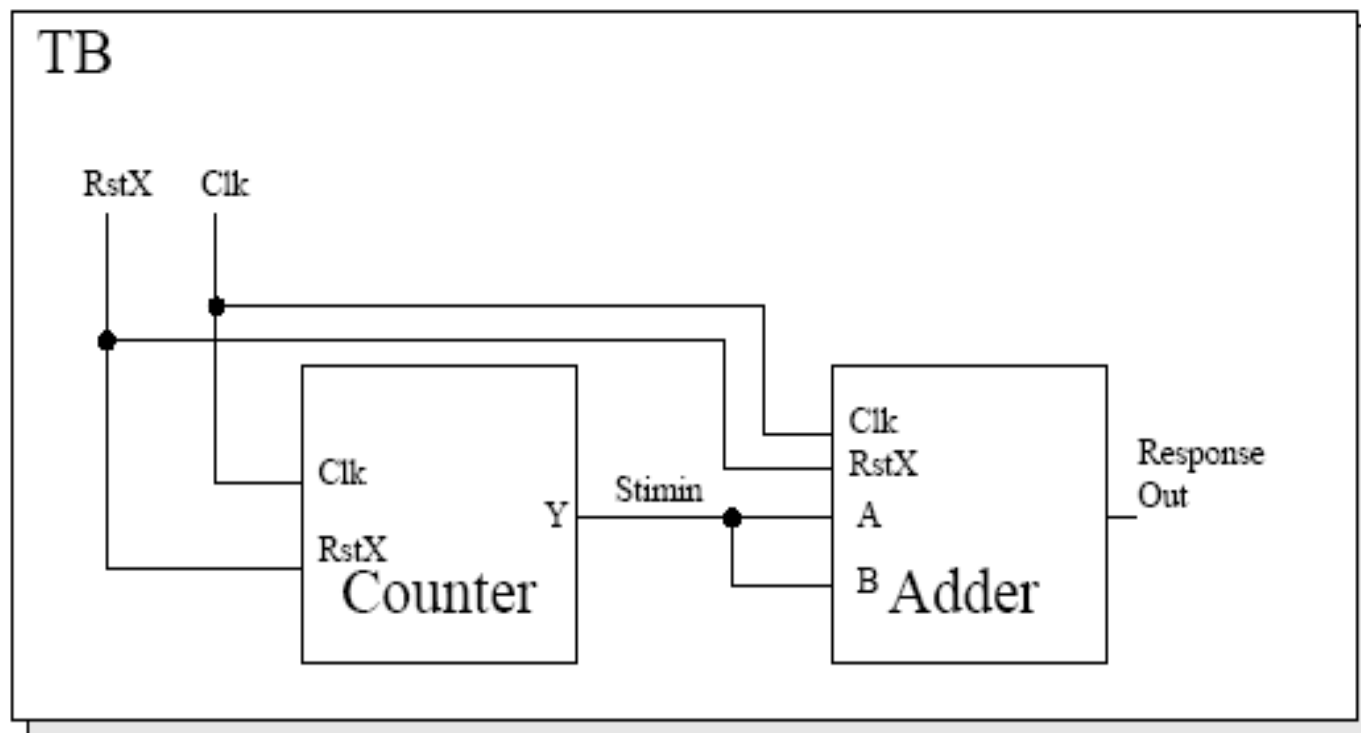 TB
RstX
Clk
Clk
RstX
Counter
Y
Stimin
Clk
RstX
A
B
Adder
Response
Out